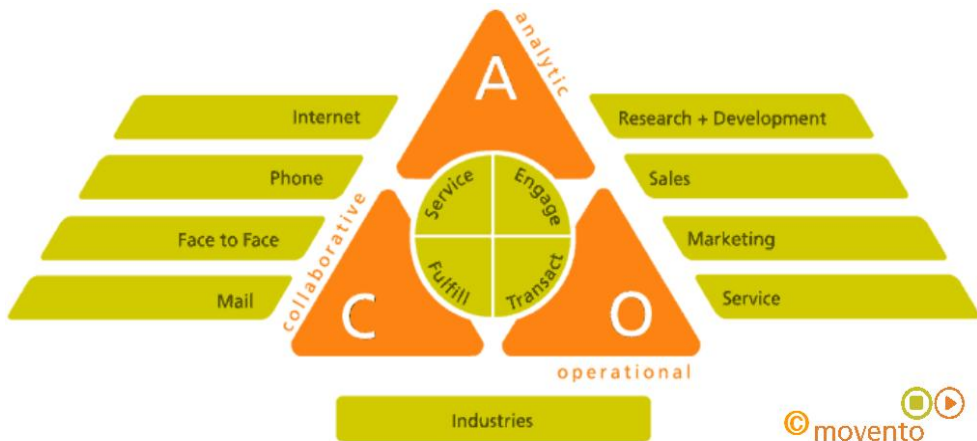 A
analytic
Internet
Research + Development
Phone
Sales
Service
Engage
Face to Face
Marketing
collaborative
Fulfill
Transact
Mail
Service
C
O
operational
Industries
© movento